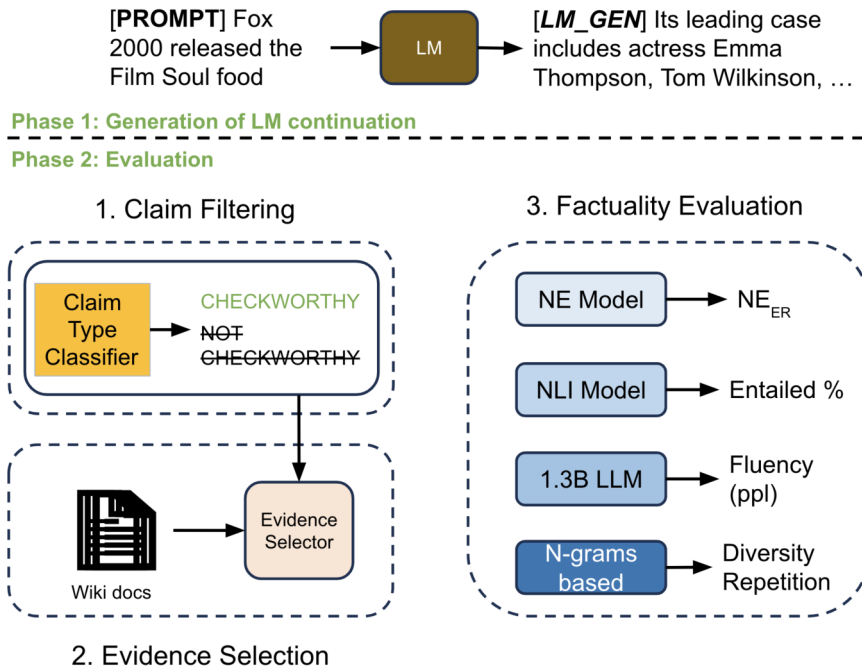 [PROMPT] Fox
2000 released the
Film Soul food
LM
[LM_GEN] Its leading case
includes actress Emma
Thompson, Tom Wilkinson, …
Phase 1: Generation of LM continuation
Phase 2: Evaluation
1. Claim Filtering
Claim
Type
Classifier
CHECKWORTHY
NOT
CHECKWORTHY
Wiki docs
Evidence
Selector
2. Evidence Selection
3. Factuality Evaluation
NE Model
NE_ER
NLI Model
Entailed %
1.3B LLM
Fluency
(ppl)
N-grams
based
Diversity
Repetition